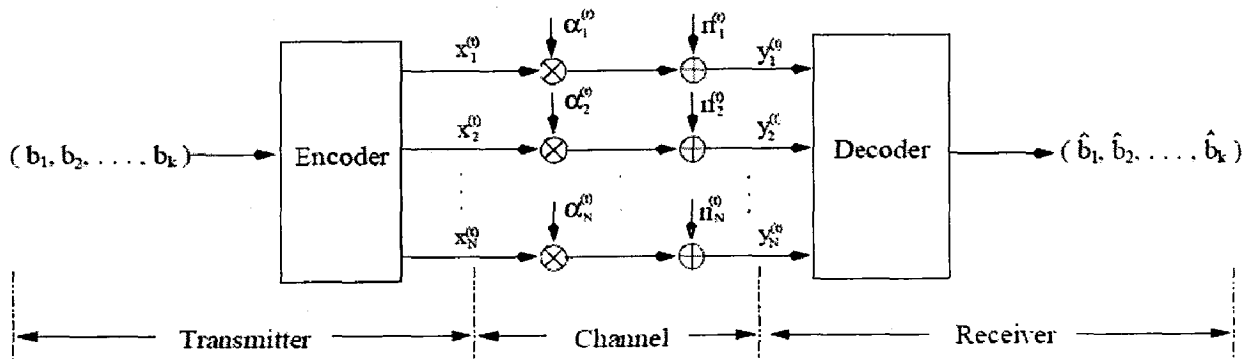 α₁⁽ᵗ⁾ n₁⁽ᵗ⁾
x₁⁽ᵗ⁾ y₁⁽ᵗ⁾
α₂⁽ᵗ⁾ n₂⁽ᵗ⁾
x₂⁽ᵗ⁾ y₂⁽ᵗ⁾
(b₁, b₂, . . . , bₖ) Encoder Decoder (b̂₁, b̂₂, . . . , b̂ₖ)
α_N⁽ᵗ⁾ n_N⁽ᵗ⁾
x_N⁽ᵗ⁾ y_N⁽ᵗ⁾
Transmitter Channel Receiver